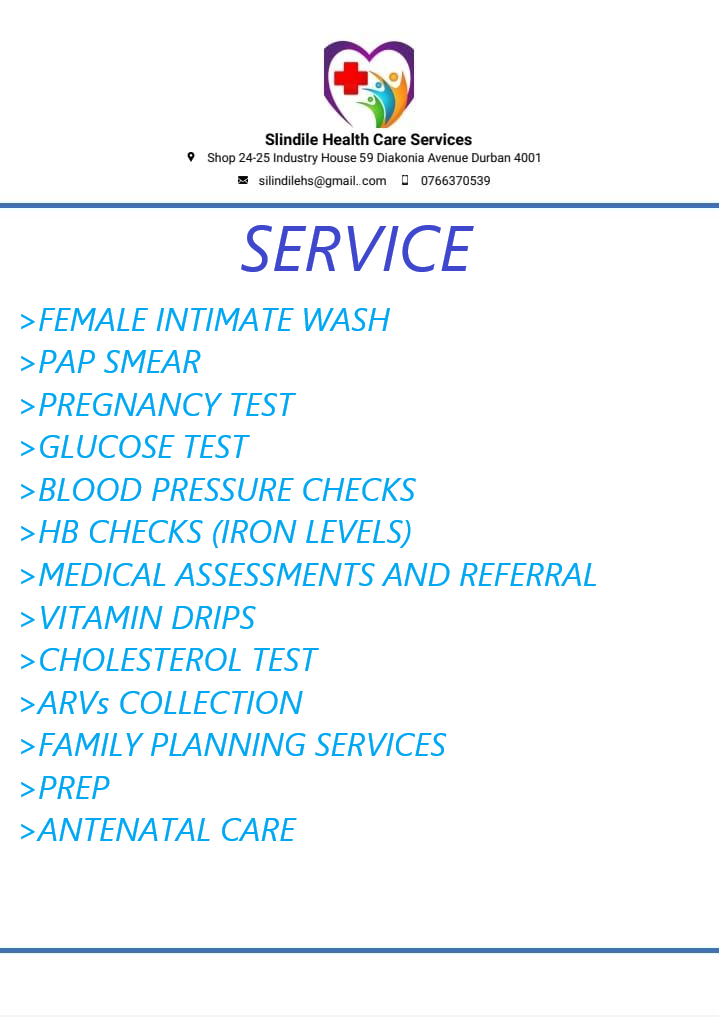 Slindile Health Care Services
Shop 24-25 Industry House 59 Diakonia Avenue Durban 4001
silindilehs@gmail..com 0766370539
SERVICE
>FEMALE INTIMATE WASH
>PAP SMEAR
>PREGNANCY TEST
>GLUCOSE TEST
>BLOOD PRESSURE CHECKS
>HB CHECKS (IRON LEVELS)
>MEDICAL ASSESSMENTS AND REFERRAL
>VITAMIN DRIPS
>CHOLESTEROL TEST
>ARVs COLLECTION
>FAMILY PLANNING SERVICES
>PREP
>ANTENATAL CARE